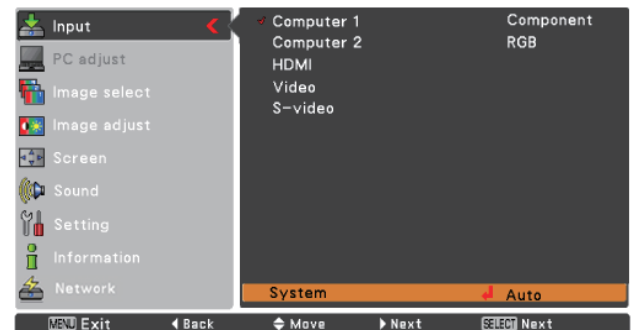 Input
PC adjust
Image select
Image adjust
Screen
Sound
Setting
Information
Network
Computer 1 Component
Computer 2 RGB
HDMI
Video
S-video
System Auto
MENU Exit Back Move Next SELECT Next